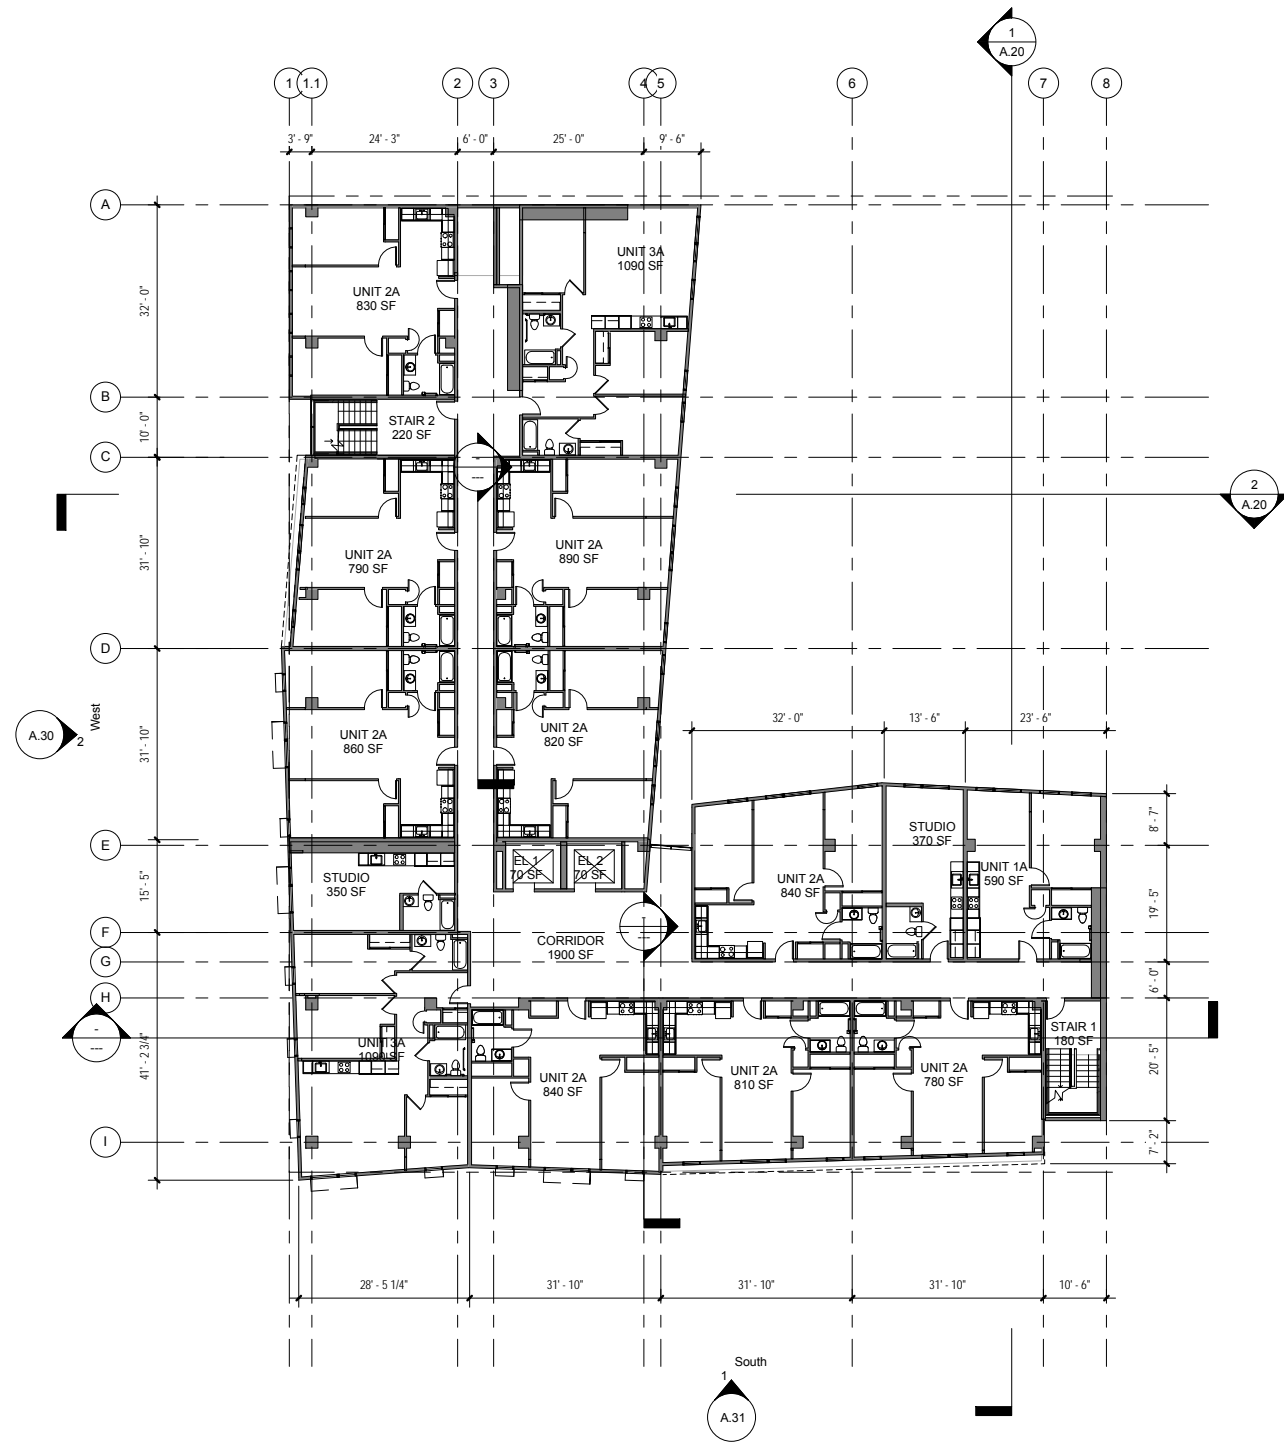 1
A.20
1
1.1
2
3
4
5
6
7
8
3' - 9"
24' - 3"
6' - 0"
25' - 0"
9' - 6"
A
B
C
D
E
F
G
H
I
32' - 0"
10' - 0"
31' - 10"
31' - 10"
15' - 5"
41' - 2 3/4"
UNIT 2A
830 SF
UNIT 3A
1090 SF
STAIR 2
220 SF
-
---
2
A.20
UNIT 2A
790 SF
UNIT 2A
890 SF
A.30
2
West
UNIT 2A
860 SF
UNIT 2A
820 SF
32' - 0"
13' - 6"
23' - 6"
8' - 7"
19' - 5"
6' - 0"
20' - 5"
7' - 2"
STUDIO
350 SF
EL 1
70 SF
EL 2
70 SF
UNIT 2A
840 SF
STUDIO
370 SF
UNIT 1A
590 SF
CORRIDOR
1900 SF
-
---
-
---
UNIT 3A
1090 SF
UNIT 2A
840 SF
UNIT 2A
810 SF
UNIT 2A
780 SF
STAIR 1
180 SF
28' - 5 1/4"
31' - 10"
31' - 10"
31' - 10"
10' - 6"
South
1
A.31